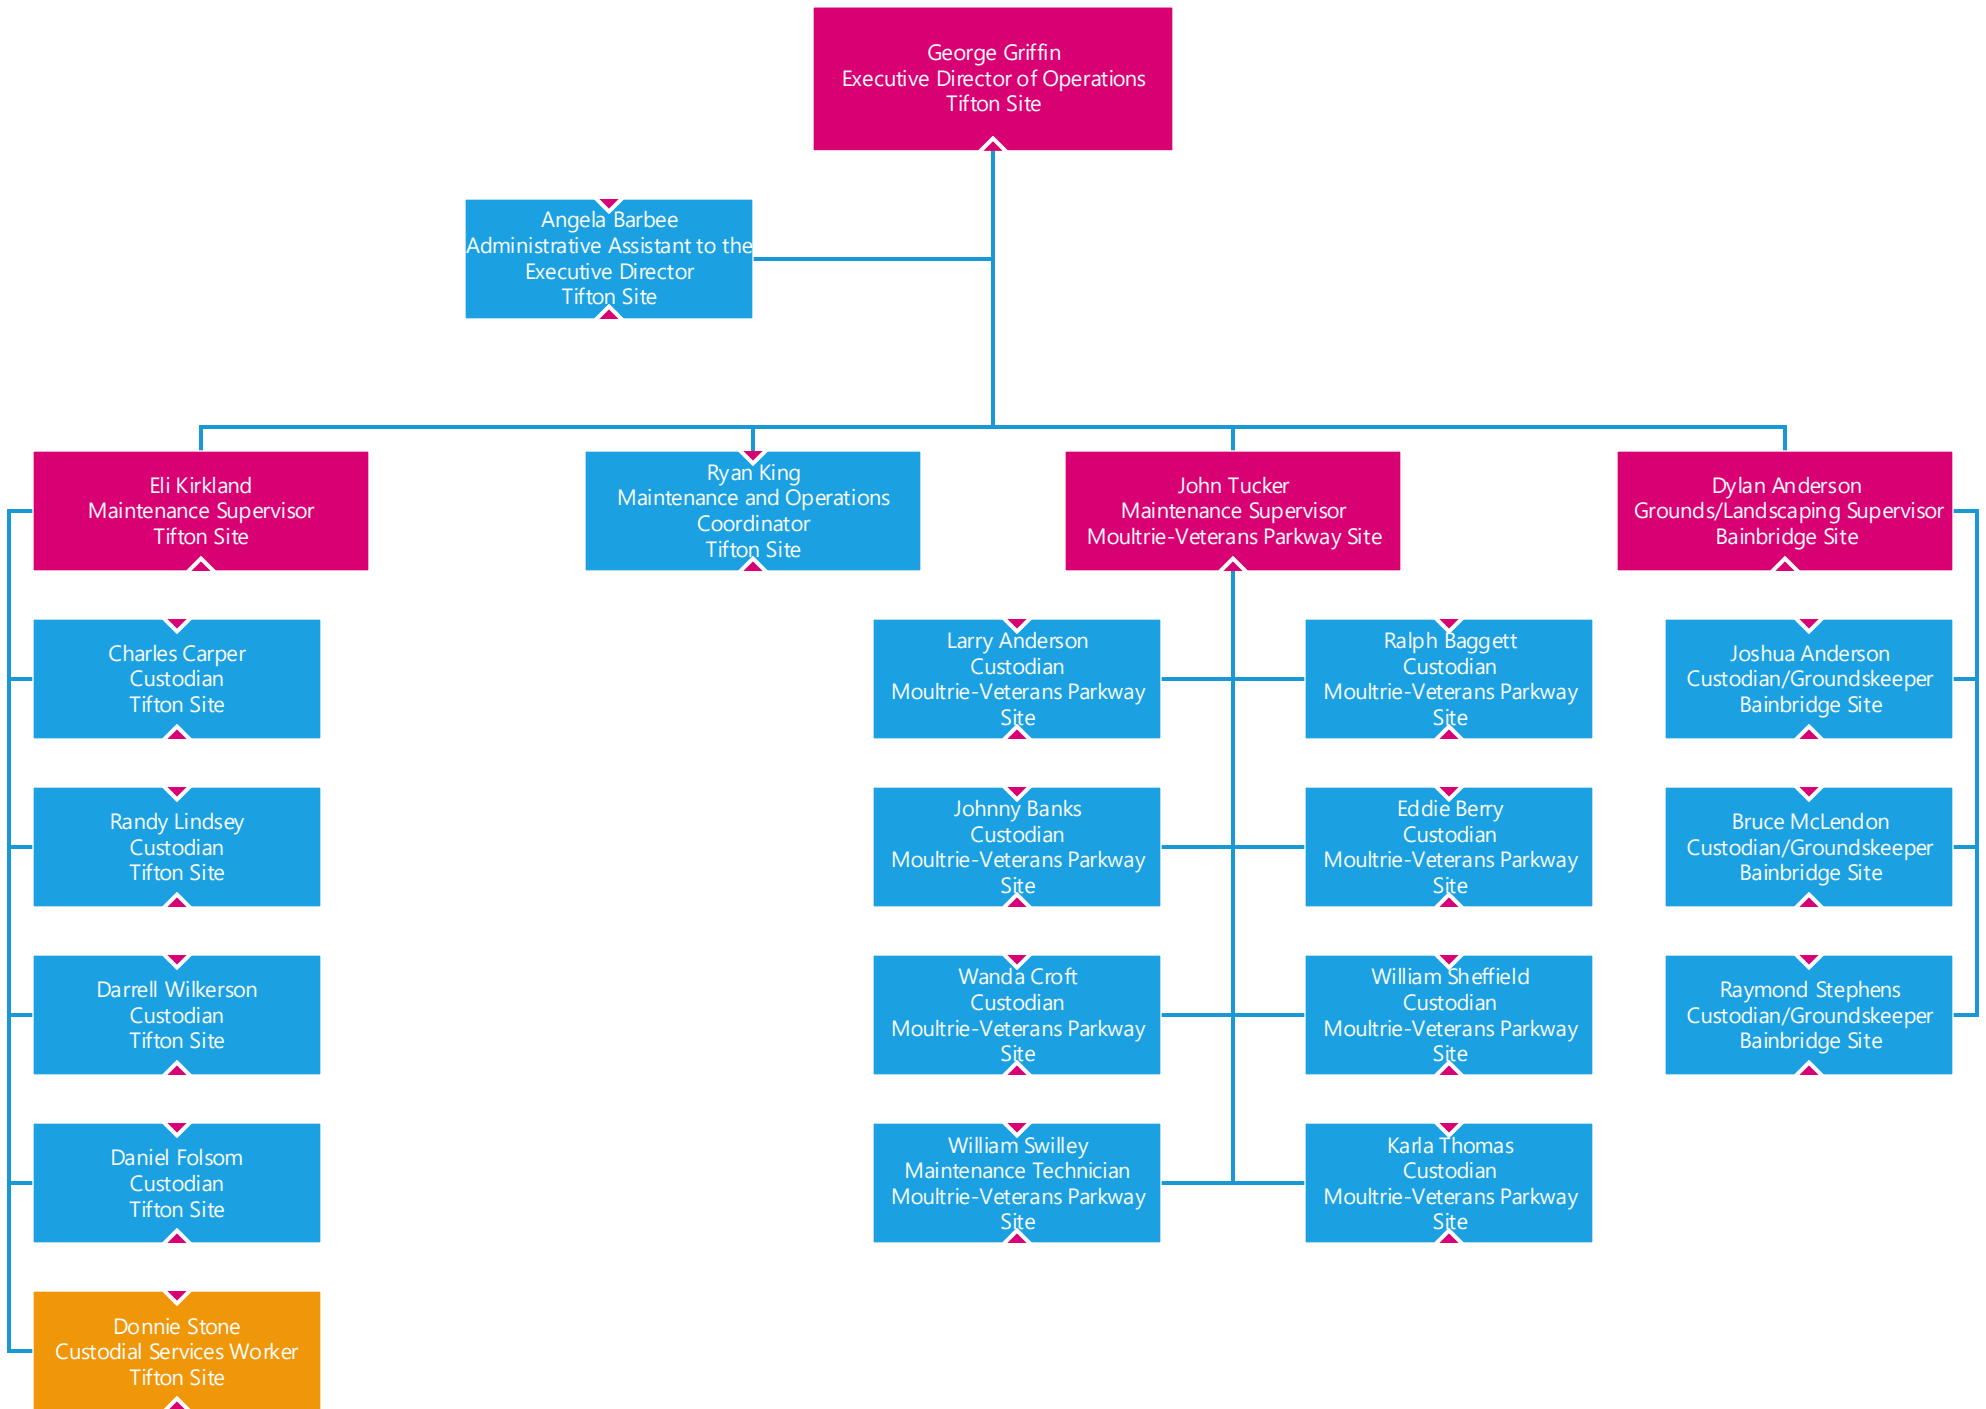 George Griffin
Executive Director of Operations
Tifton Site
Angela Barbee
Administrative Assistant to the
Executive Director
Tifton Site
Eli Kirkland
Maintenance Supervisor
Tifton Site
Ryan King
Maintenance and Operations
Coordinator
Tifton Site
John Tucker
Maintenance Supervisor
Moultrie-Veterans Parkway Site
Dylan Anderson
Grounds/Landscaping Supervisor
Bainbridge Site
Charles Carper
Custodian
Tifton Site
Larry Anderson
Custodian
Moultrie-Veterans Parkway
Site
Ralph Baggett
Custodian
Moultrie-Veterans Parkway
Site
Joshua Anderson
Custodian/Groundskeeper
Bainbridge Site
Randy Lindsey
Custodian
Tifton Site
Johnny Banks
Custodian
Moultrie-Veterans Parkway
Site
Eddie Berry
Custodian
Moultrie-Veterans Parkway
Site
Bruce McLendon
Custodian/Groundskeeper
Bainbridge Site
Darrell Wilkerson
Custodian
Tifton Site
Wanda Croft
Custodian
Moultrie-Veterans Parkway
Site
William Sheffield
Custodian
Moultrie-Veterans Parkway
Site
Raymond Stephens
Custodian/Groundskeeper
Bainbridge Site
Daniel Folsom
Custodian
Tifton Site
William Swilley
Maintenance Technician
Moultrie-Veterans Parkway
Site
Karla Thomas
Custodian
Moultrie-Veterans Parkway
Site
Donnie Stone
Custodial Services Worker
Tifton Site